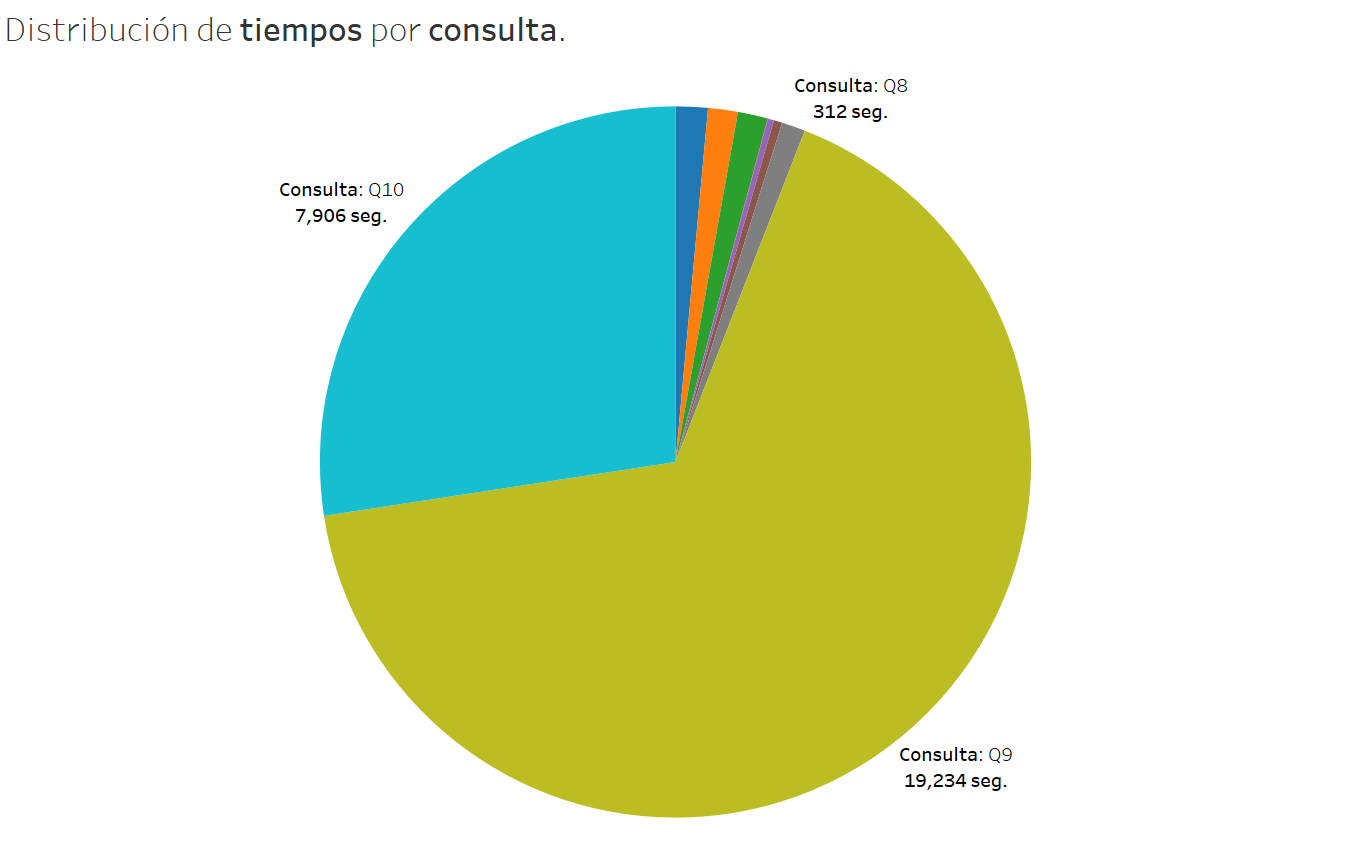 Distribución de tiempos por consulta.
Consulta: Q8
312 seg.
Consulta: Q10
7,906 seg.
Consulta: Q9
19,234 seg.